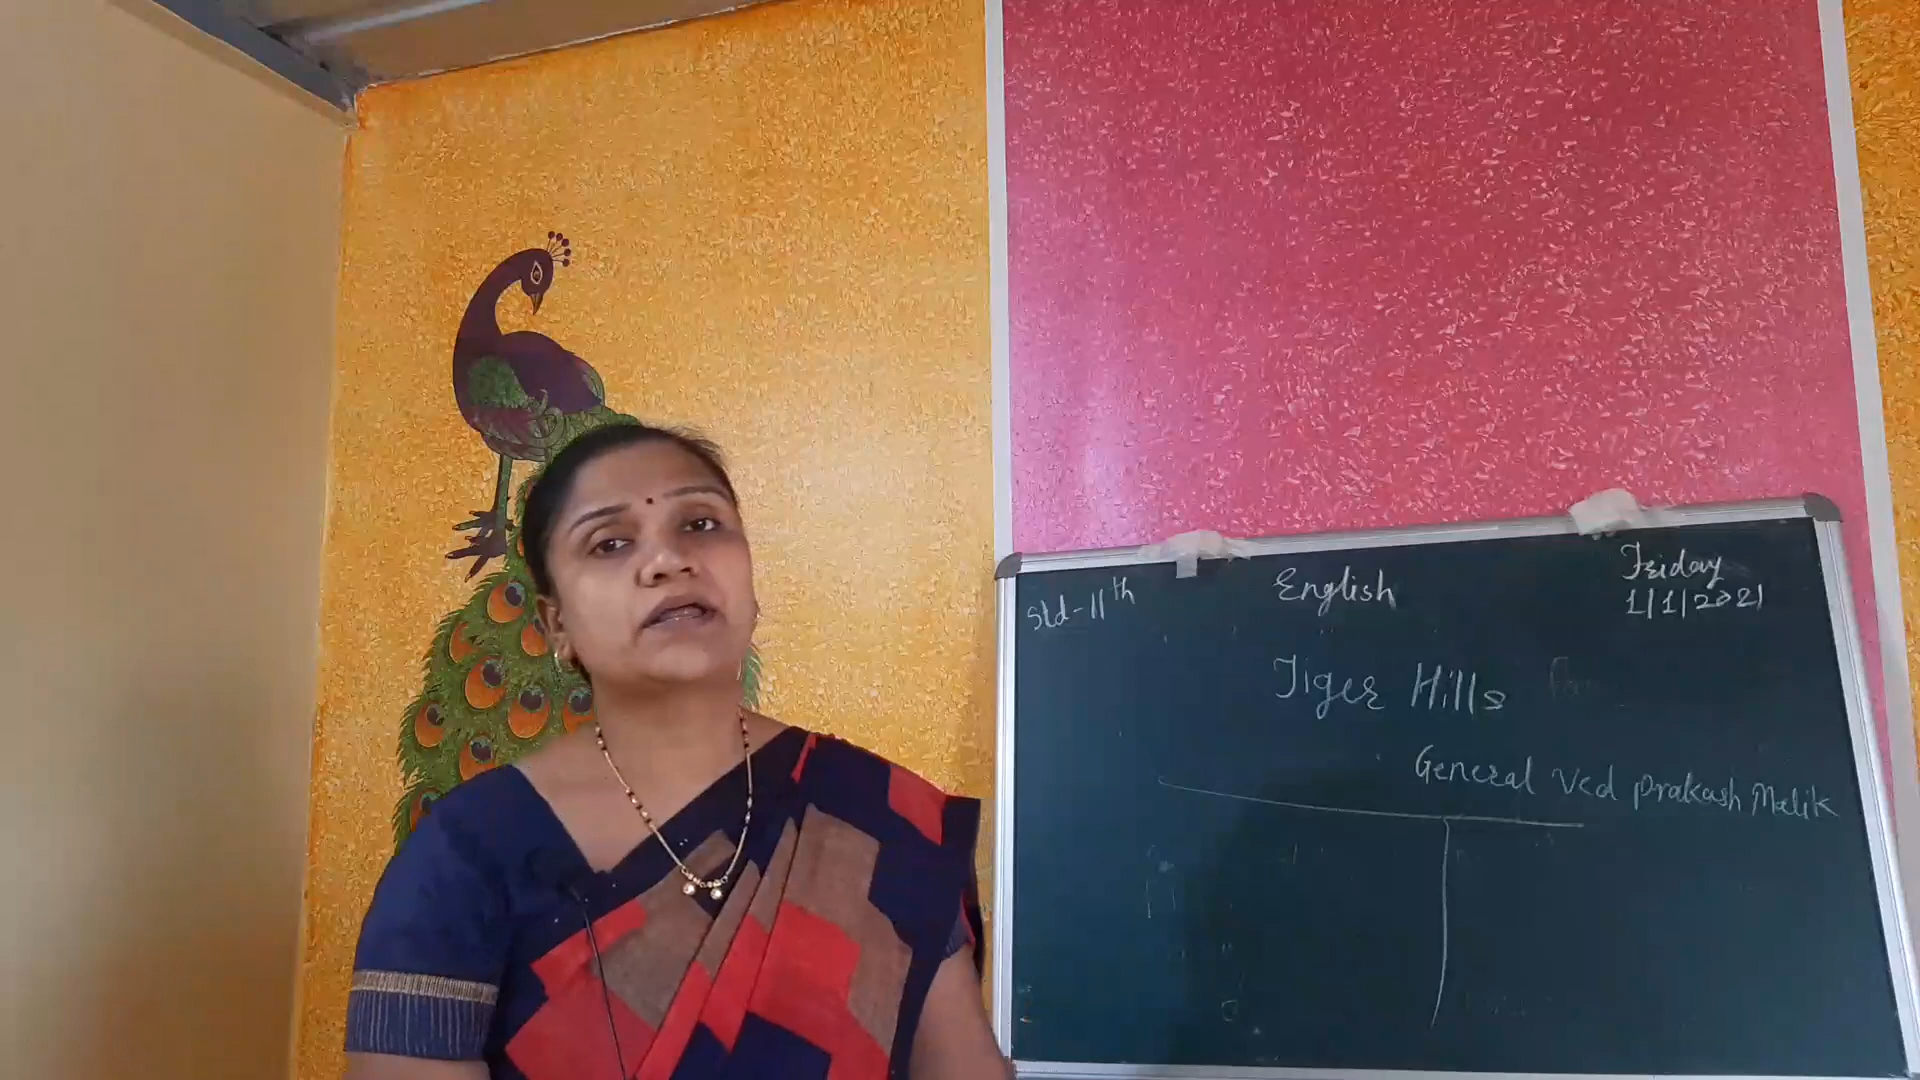 Std-11th
English
Friday
1/1/2021
Tiger Hills
General Ved Prakash Malik